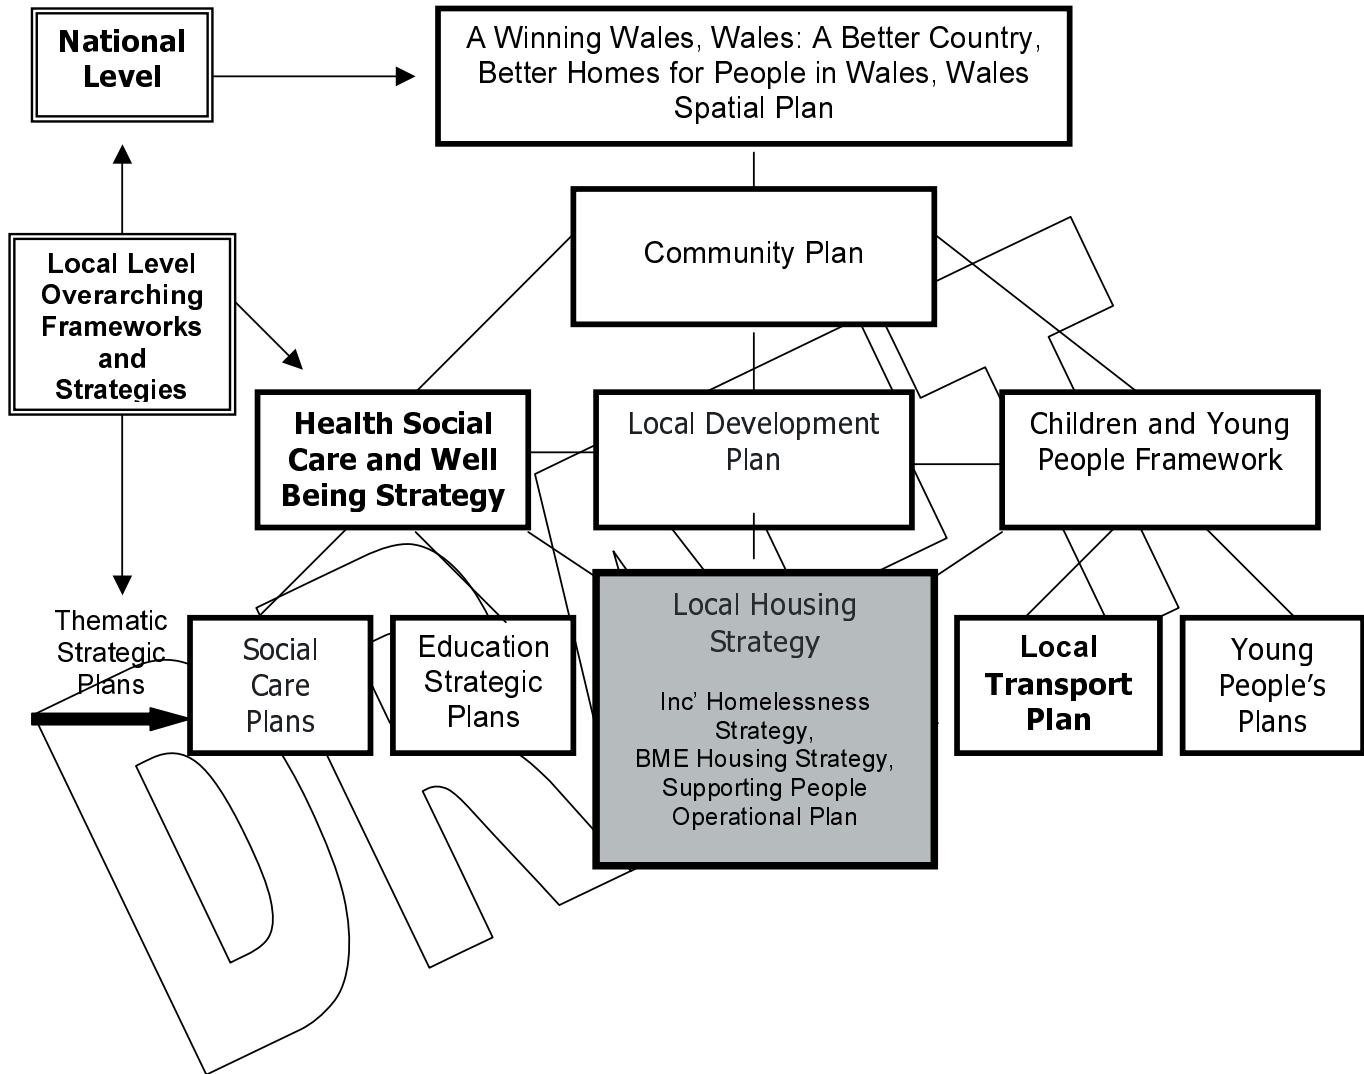 National
Level
A Winning Wales, Wales: A Better Country,
Better Homes for People in Wales, Wales
Spatial Plan
Community Plan
Local Level
Overarching
Frameworks
and
Strategies
Health Social
Care and Well
Being Strategy
Local Development
Plan
Children and Young
People Framework
Thematic
Strategic
Plans
Social
Care
Plans
Education
Strategic
Plans
Local Housing
Strategy
Inc’ Homelessness
Strategy,
BME Housing Strategy,
Supporting People
Operational Plan
Local
Transport
Plan
Young
People’s
Plans